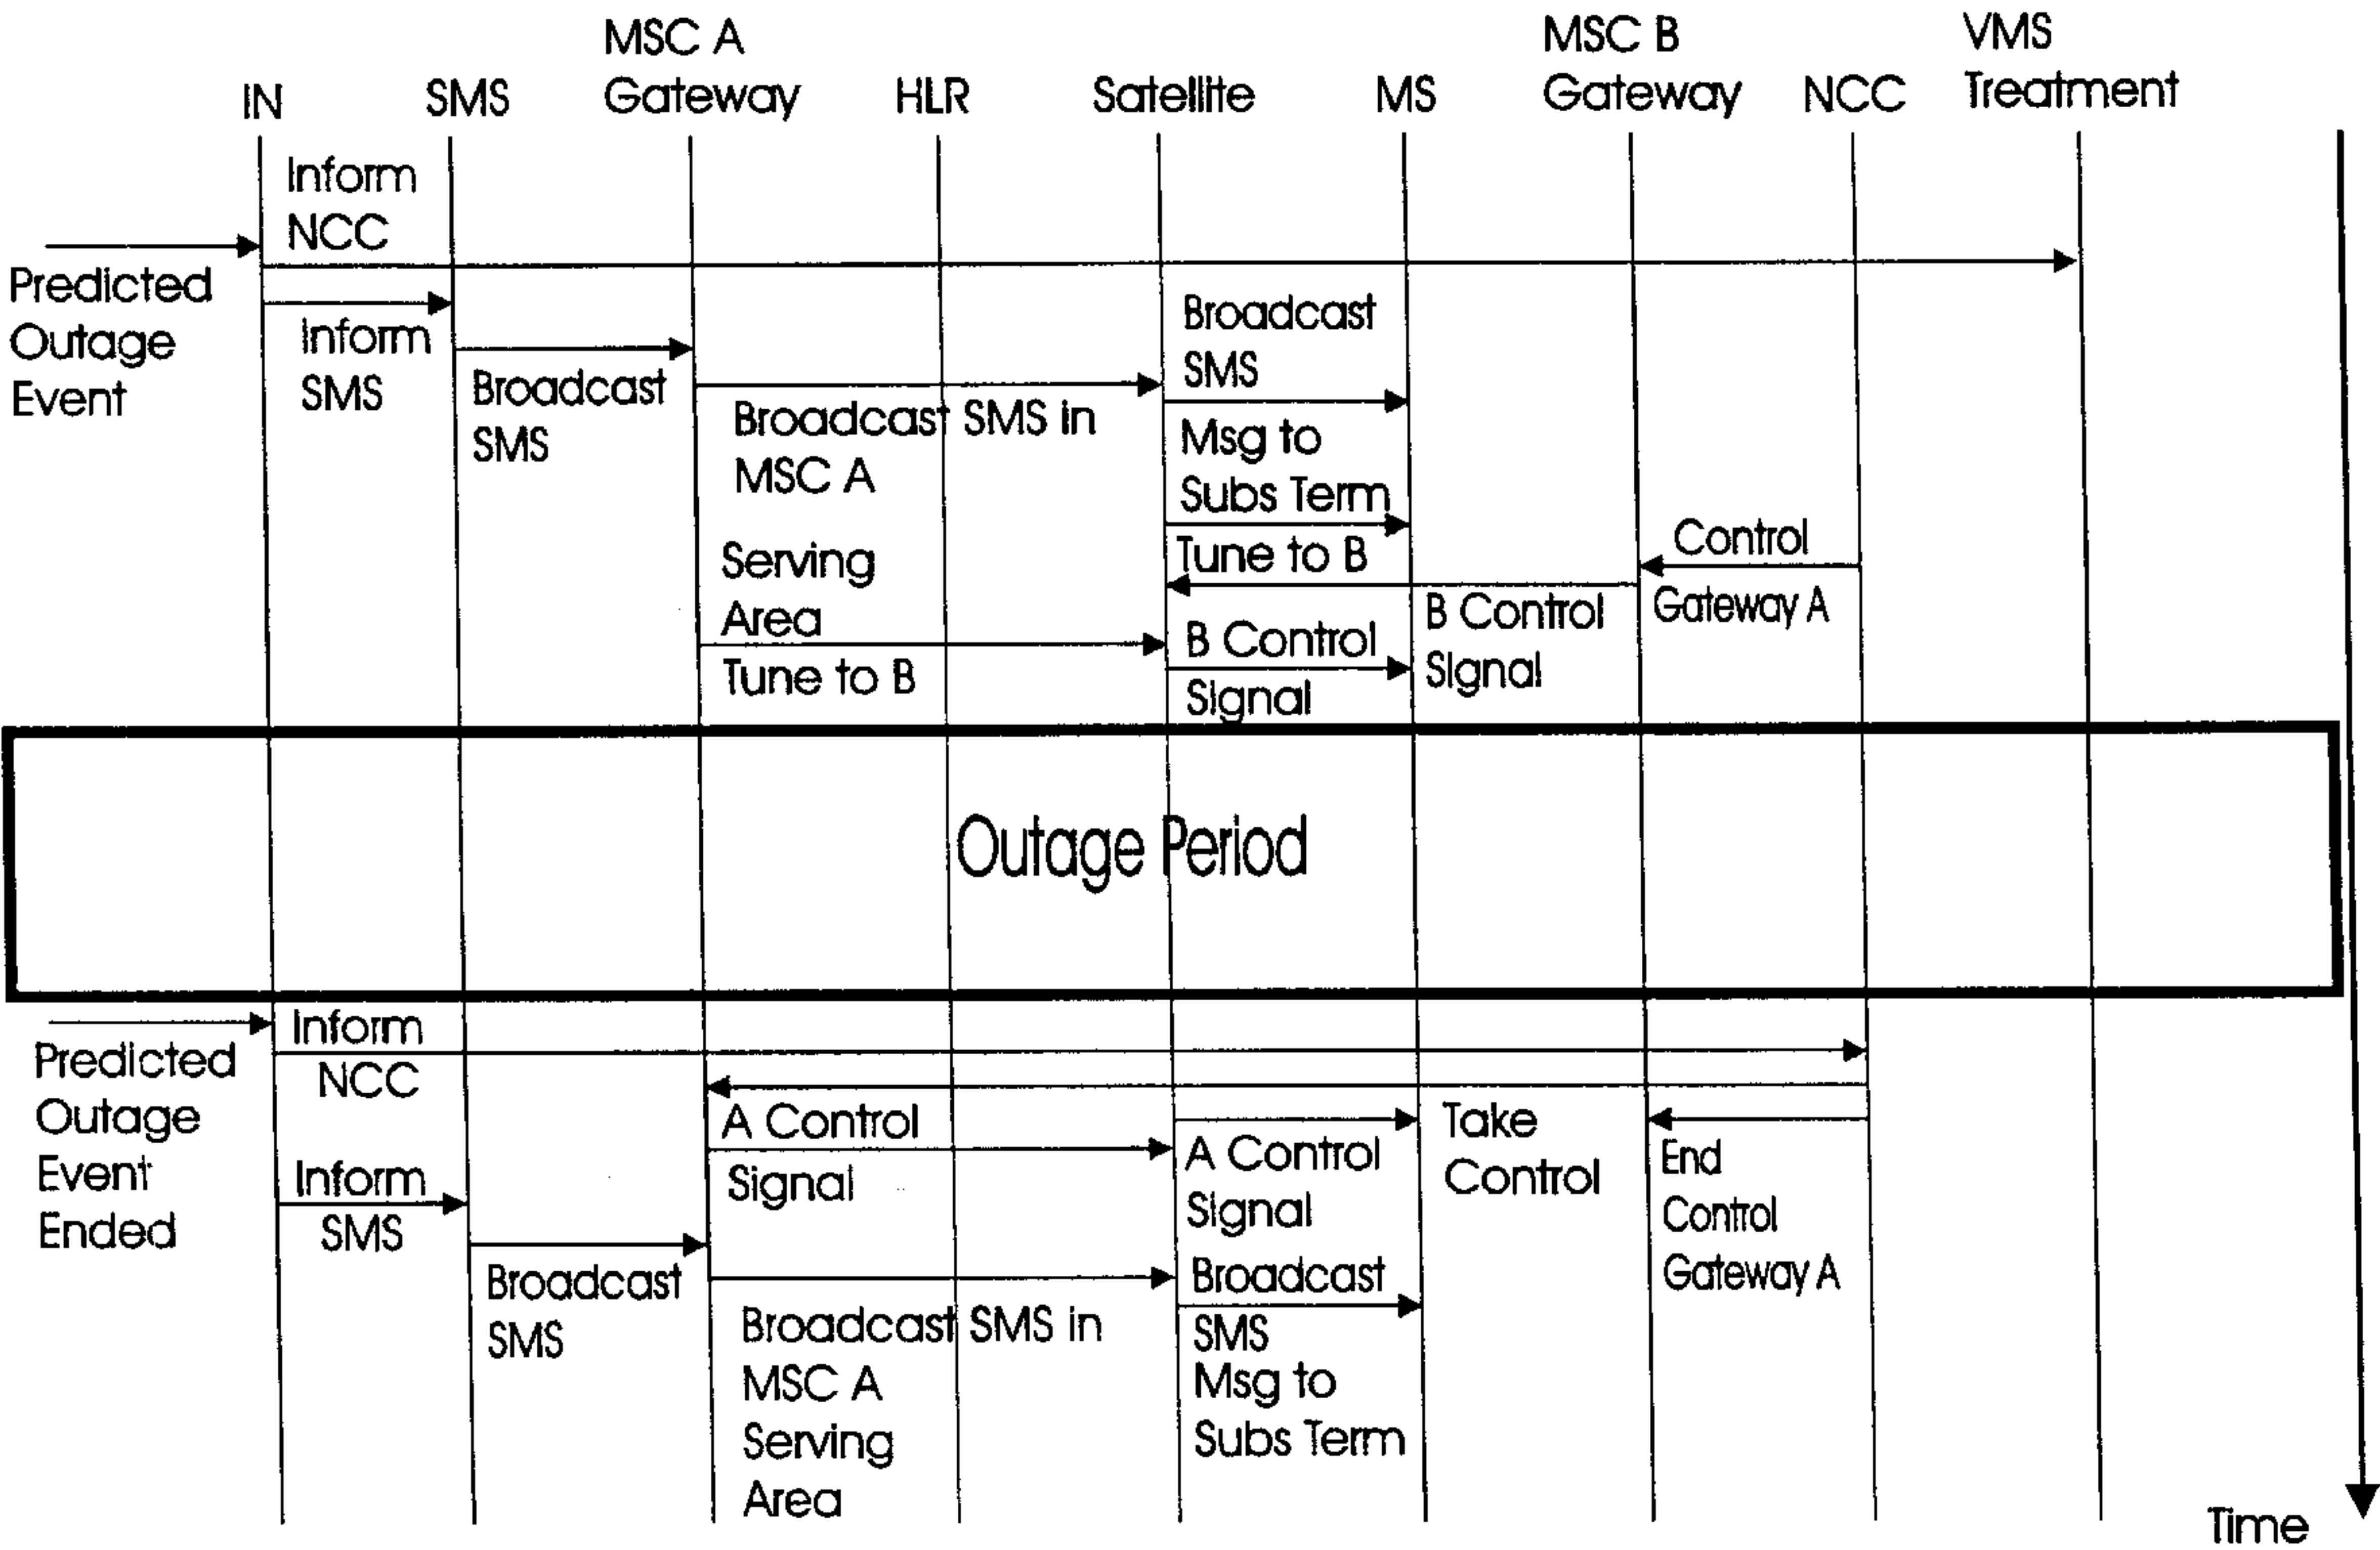 MSC A
MSC B
VMS
IN
SMS
Gateway
HLR
Satellite
MS
Gateway
NCC
Treatment
Inform
NCC
Predicted
Outage
Event
Inform
SMS
Broadcast
SMS
Broadcast SMS in
MSC A
Serving
Area
Tune to B
Broadcast
SMS
Msg to
Subs Term
Tune to B
B Control
Signal
B Control
Signal
Control
Gateway A
Outage Period
Predicted
Outage
Event
Ended
Inform
NCC
Inform
SMS
Broadcast
SMS
A Control
Signal
Broadcast SMS in
MSC A
Serving
Area
A Control
Signal
Broadcast
SMS
Msg to
Subs Term
Take
Control
End
Control
Gateway A
Time